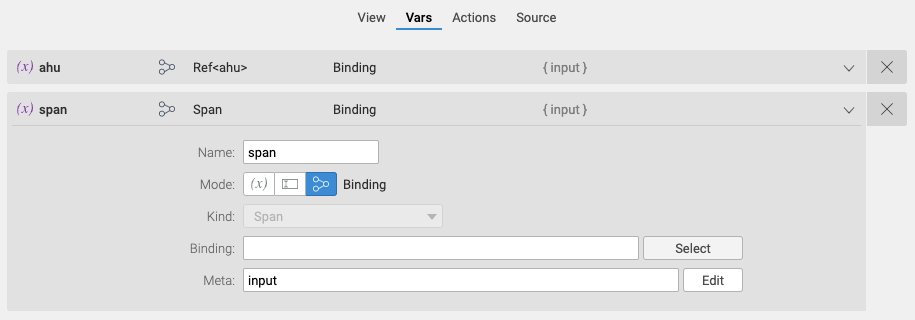 View Vars Actions Source
(x) ahu Ref<ahu> Binding { input }
(x) span Span Binding { input }
Name: span
Mode: (x) Binding
Kind: Span
Binding: Select
Meta: input Edit